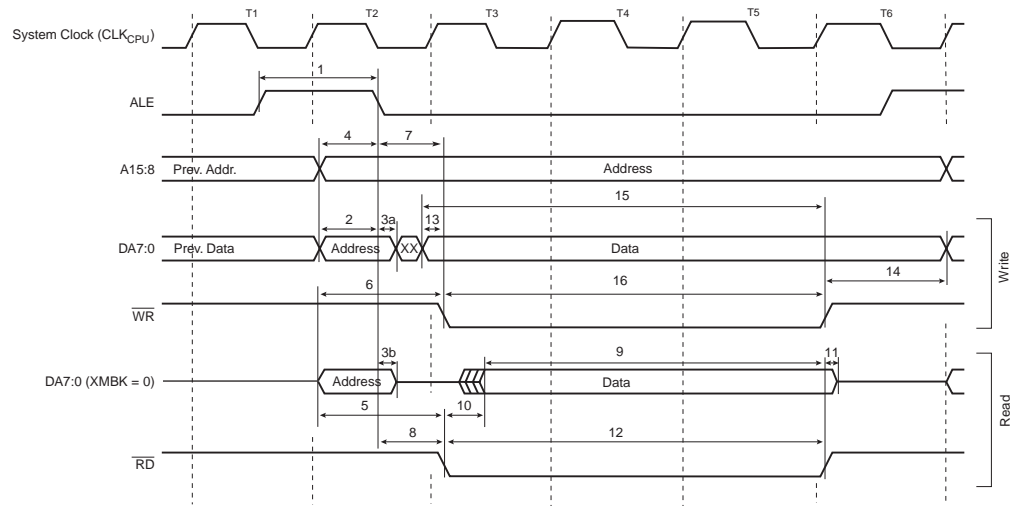 T1 T2 T3 T4 T5 T6
System Clock (CLKCPU)
1
ALE
4 7
A15:8 Prev. Addr. Address
15
2 3a 13
DA7:0 Prev. Data Address XX Data
14
6 16
WR
Write
3b 9 11
DA7:0 (XMBK = 0) Address Data
5 10
8 12
RD
Read